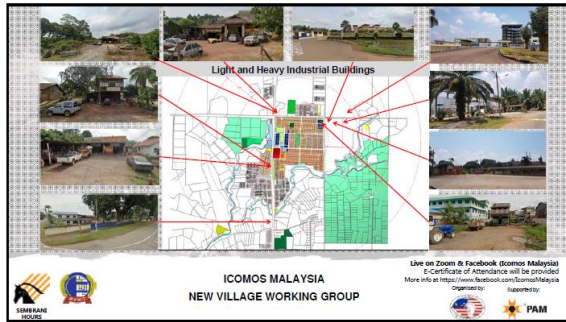 Light and Heavy Industrial Buildings
Live on Zoom & Facebook (Icomos Malaysia)
E-Certificate of Attendance will be provided
More info at https://www.facebook.com/IcomosMalaysia
Organised by:
Supported by:
ICOMOS MALAYSIA
NEW VILLAGE WORKING GROUP
SEMBRANI
HOURS
PAM